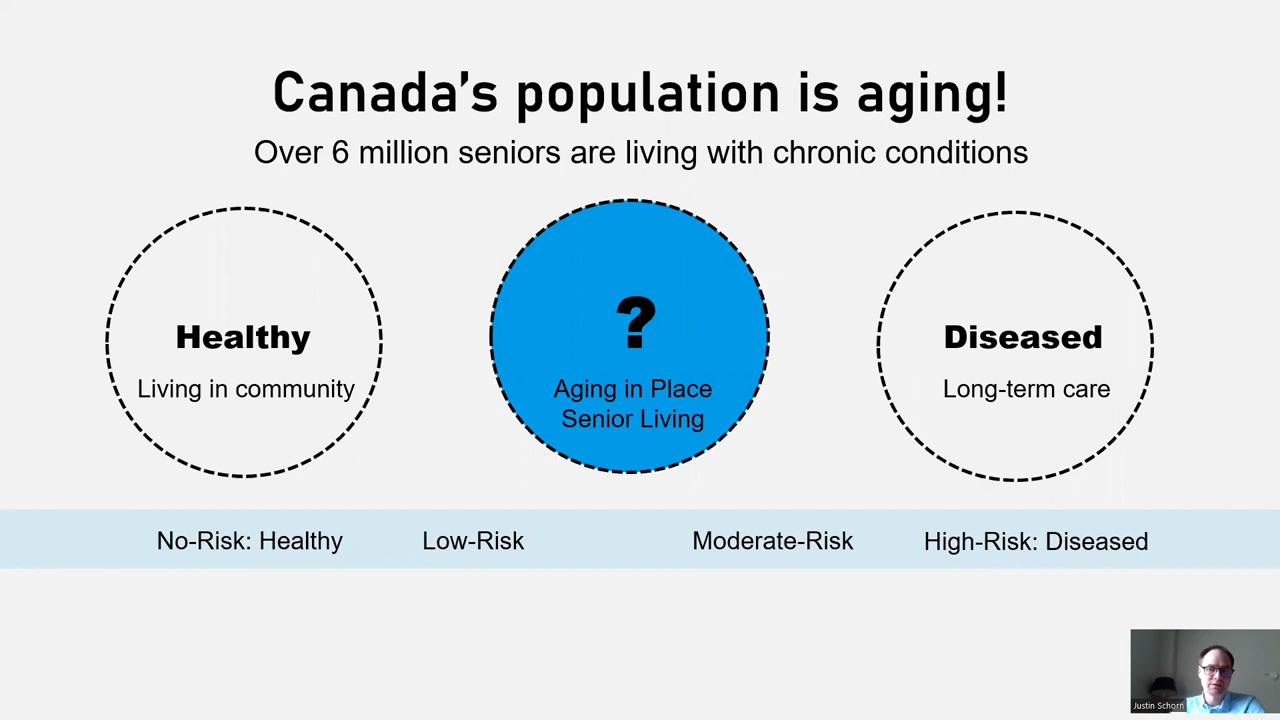 Canada's population is aging!
Over 6 million seniors are living with chronic conditions
Healthy
Living in community
?
Aging in Place
Senior Living
Diseased
Long-term care
No-Risk: Healthy
Low-Risk
Moderate-Risk
High-Risk: Diseased
Justin Schorn